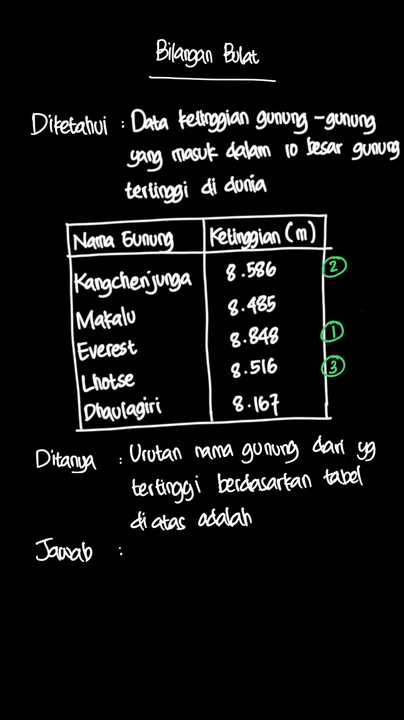 Bilangan Bulat
Diketahui : Data ketinggian gunung-gunung
yang masuk dalam 10 besar gunung
tertinggi di dunia
Nama Gunung Ketinggian (m)
Kangchenjunga 8.586 2
Makalu 8.485
Everest 8.848 1
Lhotse 8.516 3
Dhaulagiri 8.167
Ditanya : Urutan nama gunung dari yg
tertinggi berdasarkan tabel
di atas adalah
Jawab :